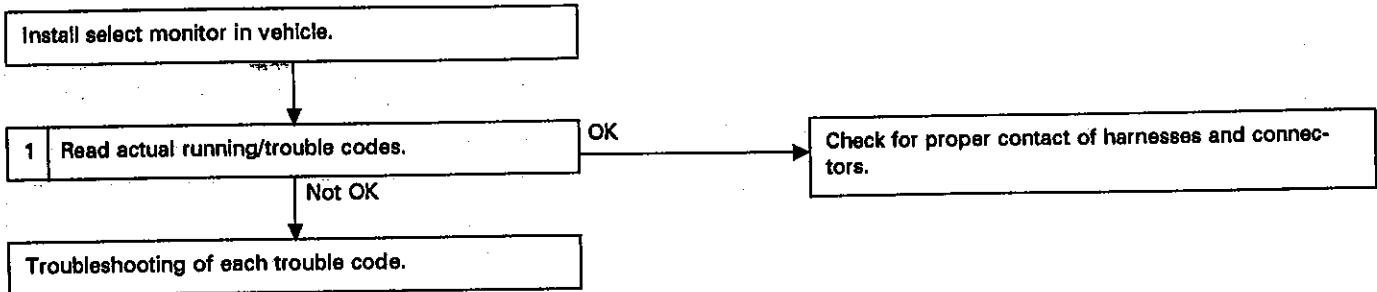 Install select monitor in vehicle.
1 Read actual running/trouble codes.
OK
Check for proper contact of harnesses and connec-
tors.
Not OK
Troubleshooting of each trouble code.